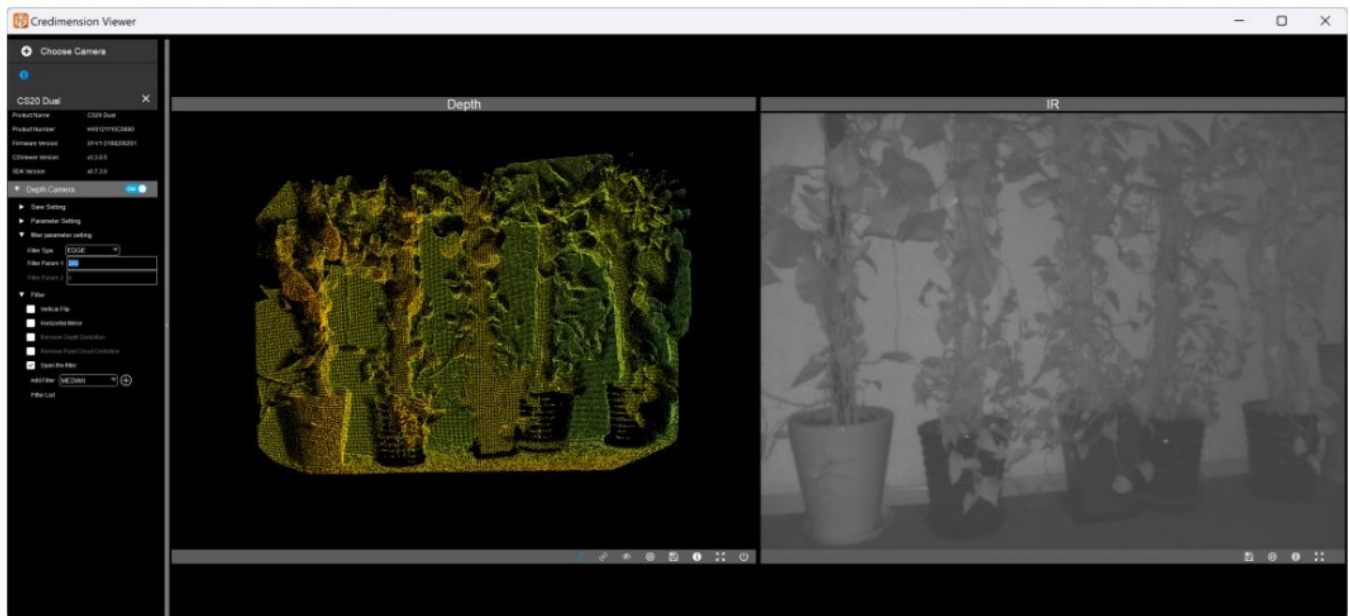 Credimension Viewer
Choose Camera
CS20 Dual
Product Name: CS20 Dual
Product Number:
Firmware Version:
SDK Version:
Depth Camera ON
Save Setting
Parameter Setting
filter parameter setting
Filter Type EDGE
Filter Param 1
Filter Param 2
Filter
Vertical Flip
Horizontal Mirror
Remove Depth Distortion
Remove Point Cloud Distortion
Open the filter
Add Filter MEDIAN
Filter List
Depth
IR